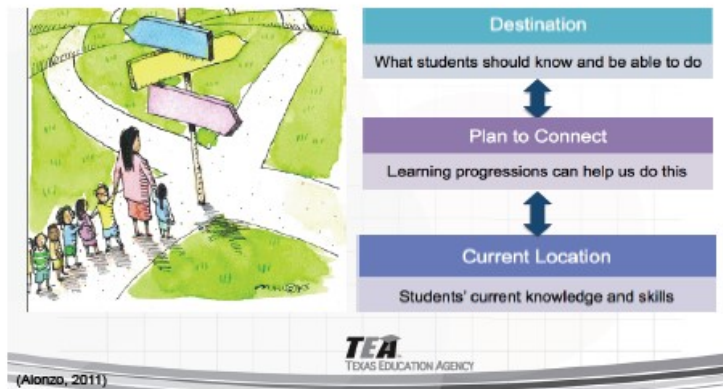 Destination
What students should know and be able to do
Plan to Connect
Learning progressions can help us do this
Current Location
Students' current knowledge and skills
TEA
TEXAS EDUCATION AGENCY
(Alonzo, 2011)